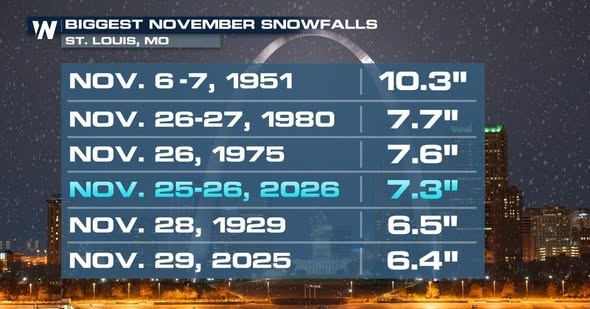 W
BIGGEST NOVEMBER SNOWFALLS
ST. LOUIS, MO
NOV. 6-7, 1951 10.3"
NOV. 26-27, 1980 7.7"
NOV. 26, 1975 7.6"
NOV. 25-26, 2026 7.3"
NOV. 28, 1929 6.5"
NOV. 29, 2025 6.4"